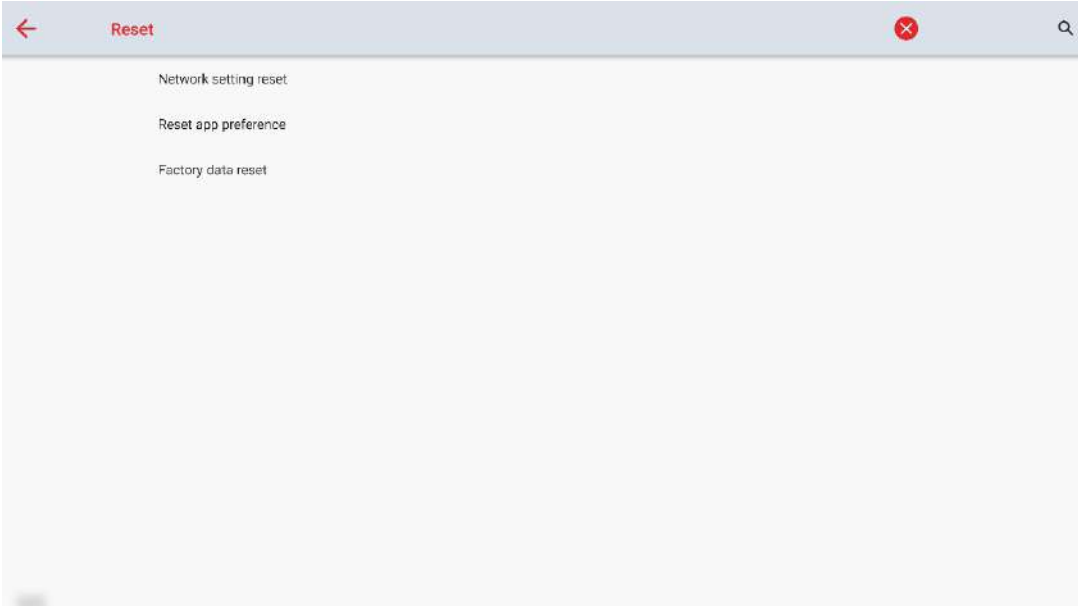 Reset
Network setting reset
Reset app preference
Factory data reset